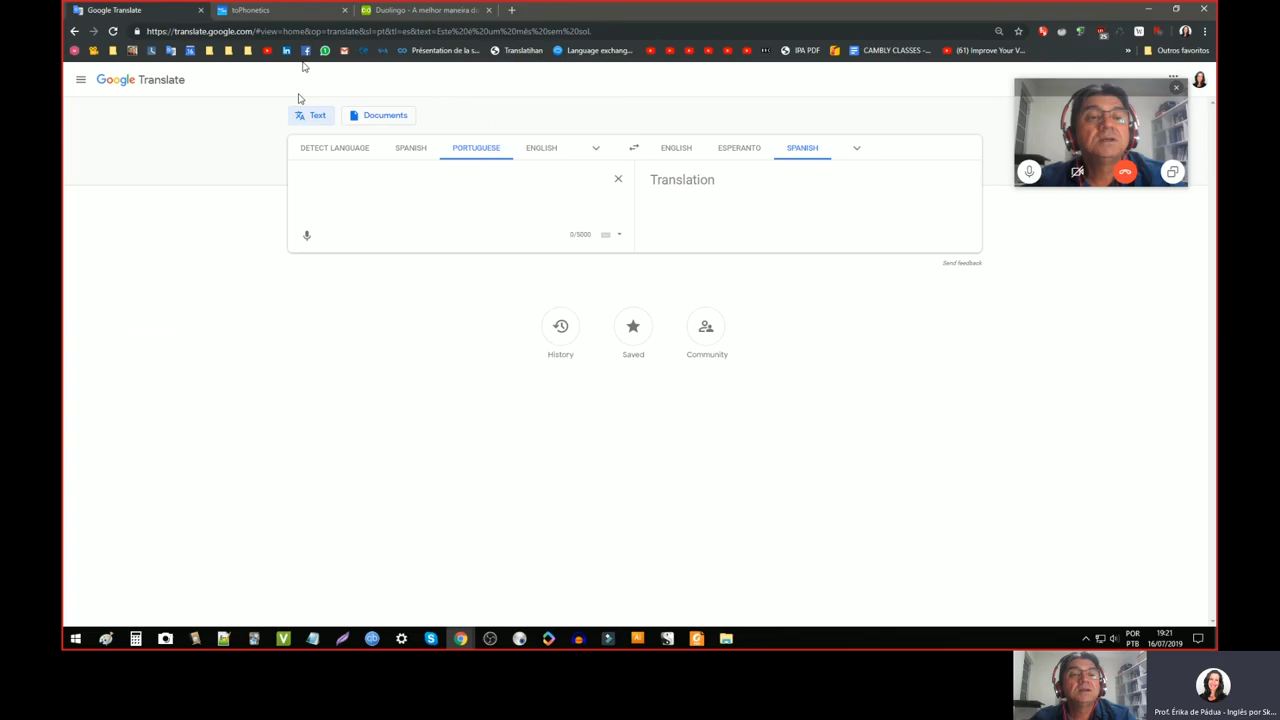 Google Translate
toPhonetics
Duolingo - A melhor maneira de
https://translate.google.com/#view=home&op=translate&sl=pt&tl=es&text=Este%20é%20um%20mês%20sem%20sol.
Présentation de la s...
Translatihan
Language exchang...
IPA PDF
CAMBLY CLASSES -...
(61) Improve Your V...
»
Outros favoritos
Google Translate
Text
Documents
DETECT LANGUAGE
SPANISH
PORTUGUESE
ENGLISH
ENGLISH
ESPERANTO
SPANISH
Translation
0/5000
Send feedback
History
Saved
Community
POR
PTB
19:21
16/07/2019
Prof. Érika de Pádua - Inglês por Sk...